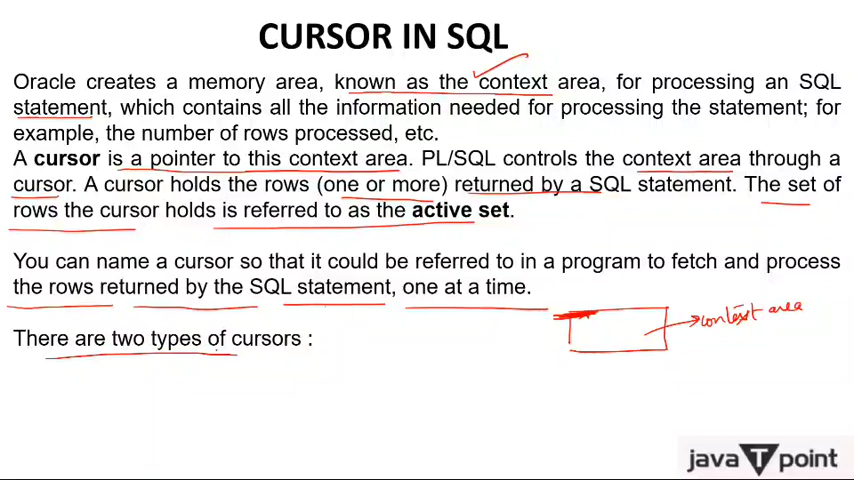 CURSOR IN SQL
Oracle creates a memory area, known as the context area, for processing an SQL
statement, which contains all the information needed for processing the statement; for
example, the number of rows processed, etc.
A cursor is a pointer to this context area. PL/SQL controls the context area through a
cursor. A cursor holds the rows (one or more) returned by a SQL statement. The set of
rows the cursor holds is referred to as the active set.
You can name a cursor so that it could be referred to in a program to fetch and process
the rows returned by the SQL statement, one at a time.
context area
There are two types of cursors :
java T point